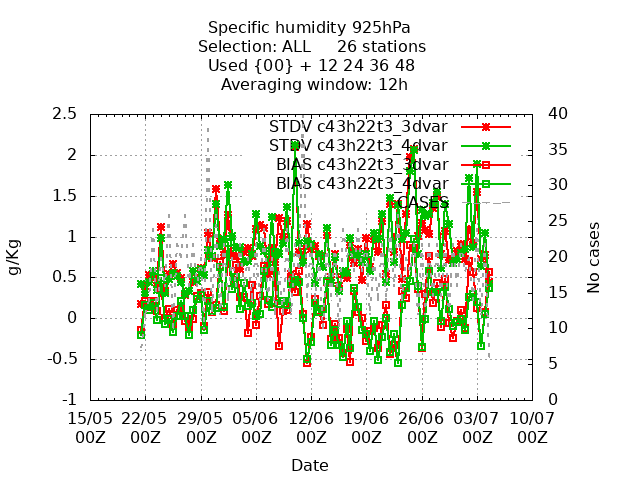 Specific humidity 925hPa
Selection: ALL 26 stations
Used {00} + 12 24 36 48
Averaging window: 12h
2.5
2
1.5
1
0.5
0
-0.5
-1
g/Kg
40
35
30
25
20
15
10
5
0
No cases
STDV c43h22t3_3dvar
STDV c43h22t3_4dvar
BIAS c43h22t3_3dvar
BIAS c43h22t3_4dvar
CASES
15/05 22/05 29/05 05/06 12/06 19/06 26/06 03/07 10/07
00Z 00Z 00Z 00Z 00Z 00Z 00Z 00Z 00Z
Date